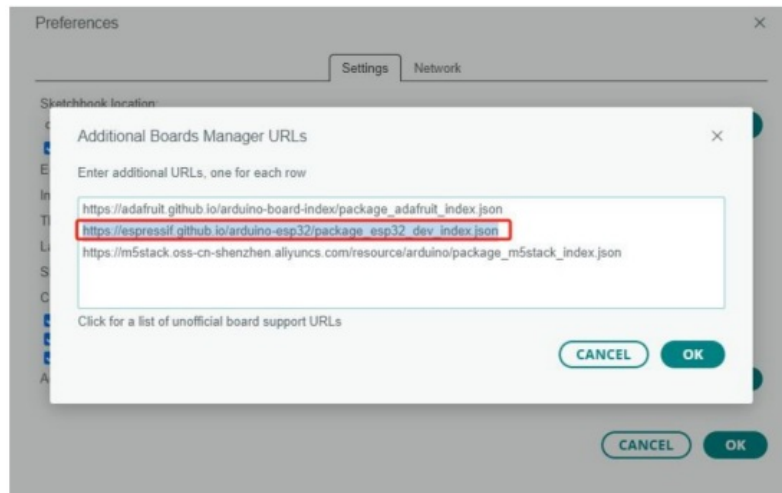 Preferences
Settings Network
Sketchbook location:
Additional Boards Manager URLs
Enter additional URLs, one for each row
https://adafruit.github.io/arduino-board-index/package_adafruit_index.json
https://espressif.github.io/arduino-esp32/package_esp32_dev_index.json
https://m5stack.oss-cn-shenzhen.aliyuncs.com/resource/arduino/package_m5stack_index.json
Click for a list of unofficial board support URLs
CANCEL OK
CANCEL OK